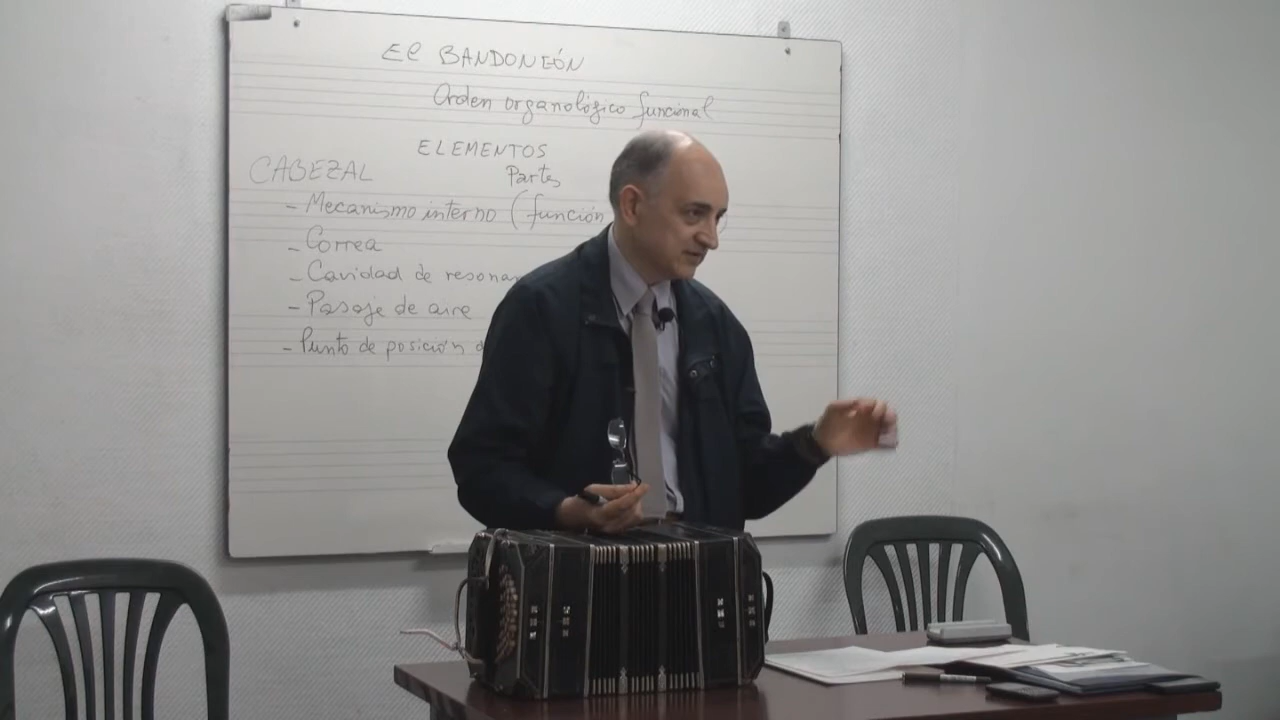 El BANDONEÓN
Orden organológico funcional
ELEMENTOS
CABEZAL
Partes
- Mecanismo interno (función
- Correa
- Cavidad de resonan
- Pasaje de aire
- Punto de posición d